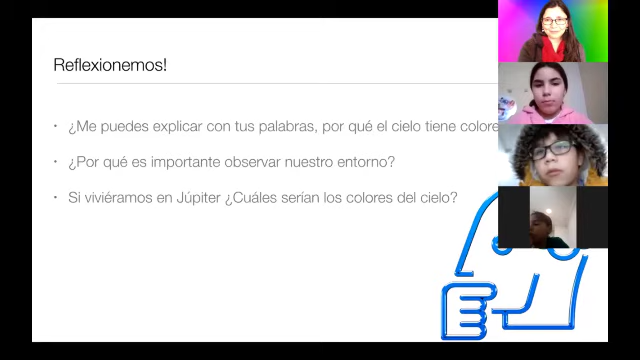 Reflexionemos!
¿Me puedes explicar con tus palabras, por qué el cielo tiene colore
¿Por qué es importante observar nuestro entorno?
Si viviéramos en Júpiter ¿Cuáles serían los colores del cielo?